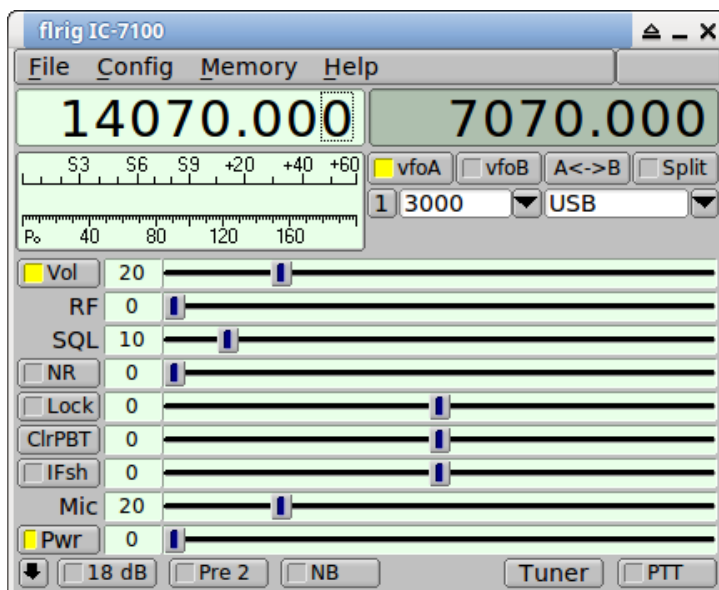 flrig IC-7100
File Config Memory Help
14070.000 7070.000
S3 S6 S9 +20 +40 +60
vfoA vfoB A<->B Split
1 3000 USB
Po 40 80 120 160
Vol 20
RF 0
SQL 10
NR 0
Lock 0
ClrPBT 0
IFsh 0
Mic 20
Pwr 0
18 dB Pre 2 NB Tuner PTT